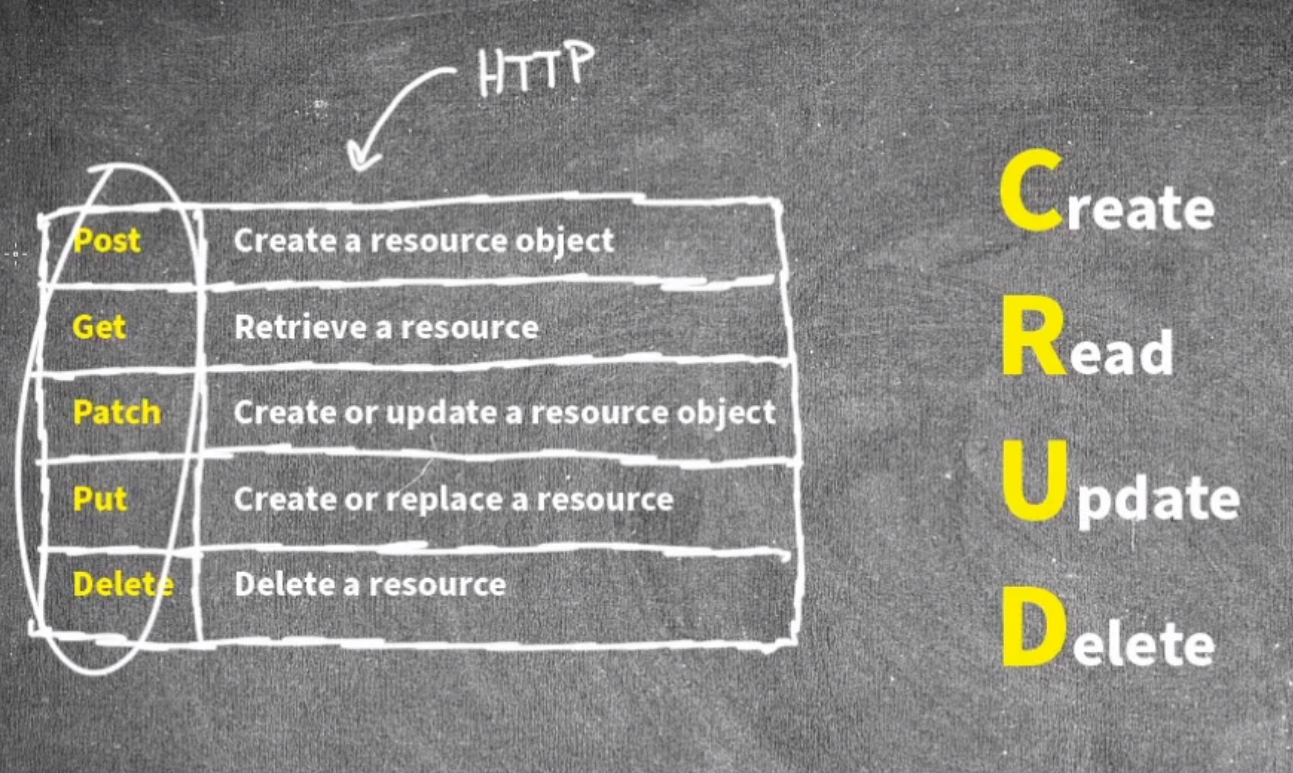 HTTP
Post Create a resource object
Get Retrieve a resource
Patch Create or update a resource object
Put Create or replace a resource
Delete Delete a resource
Create
Read
Update
Delete